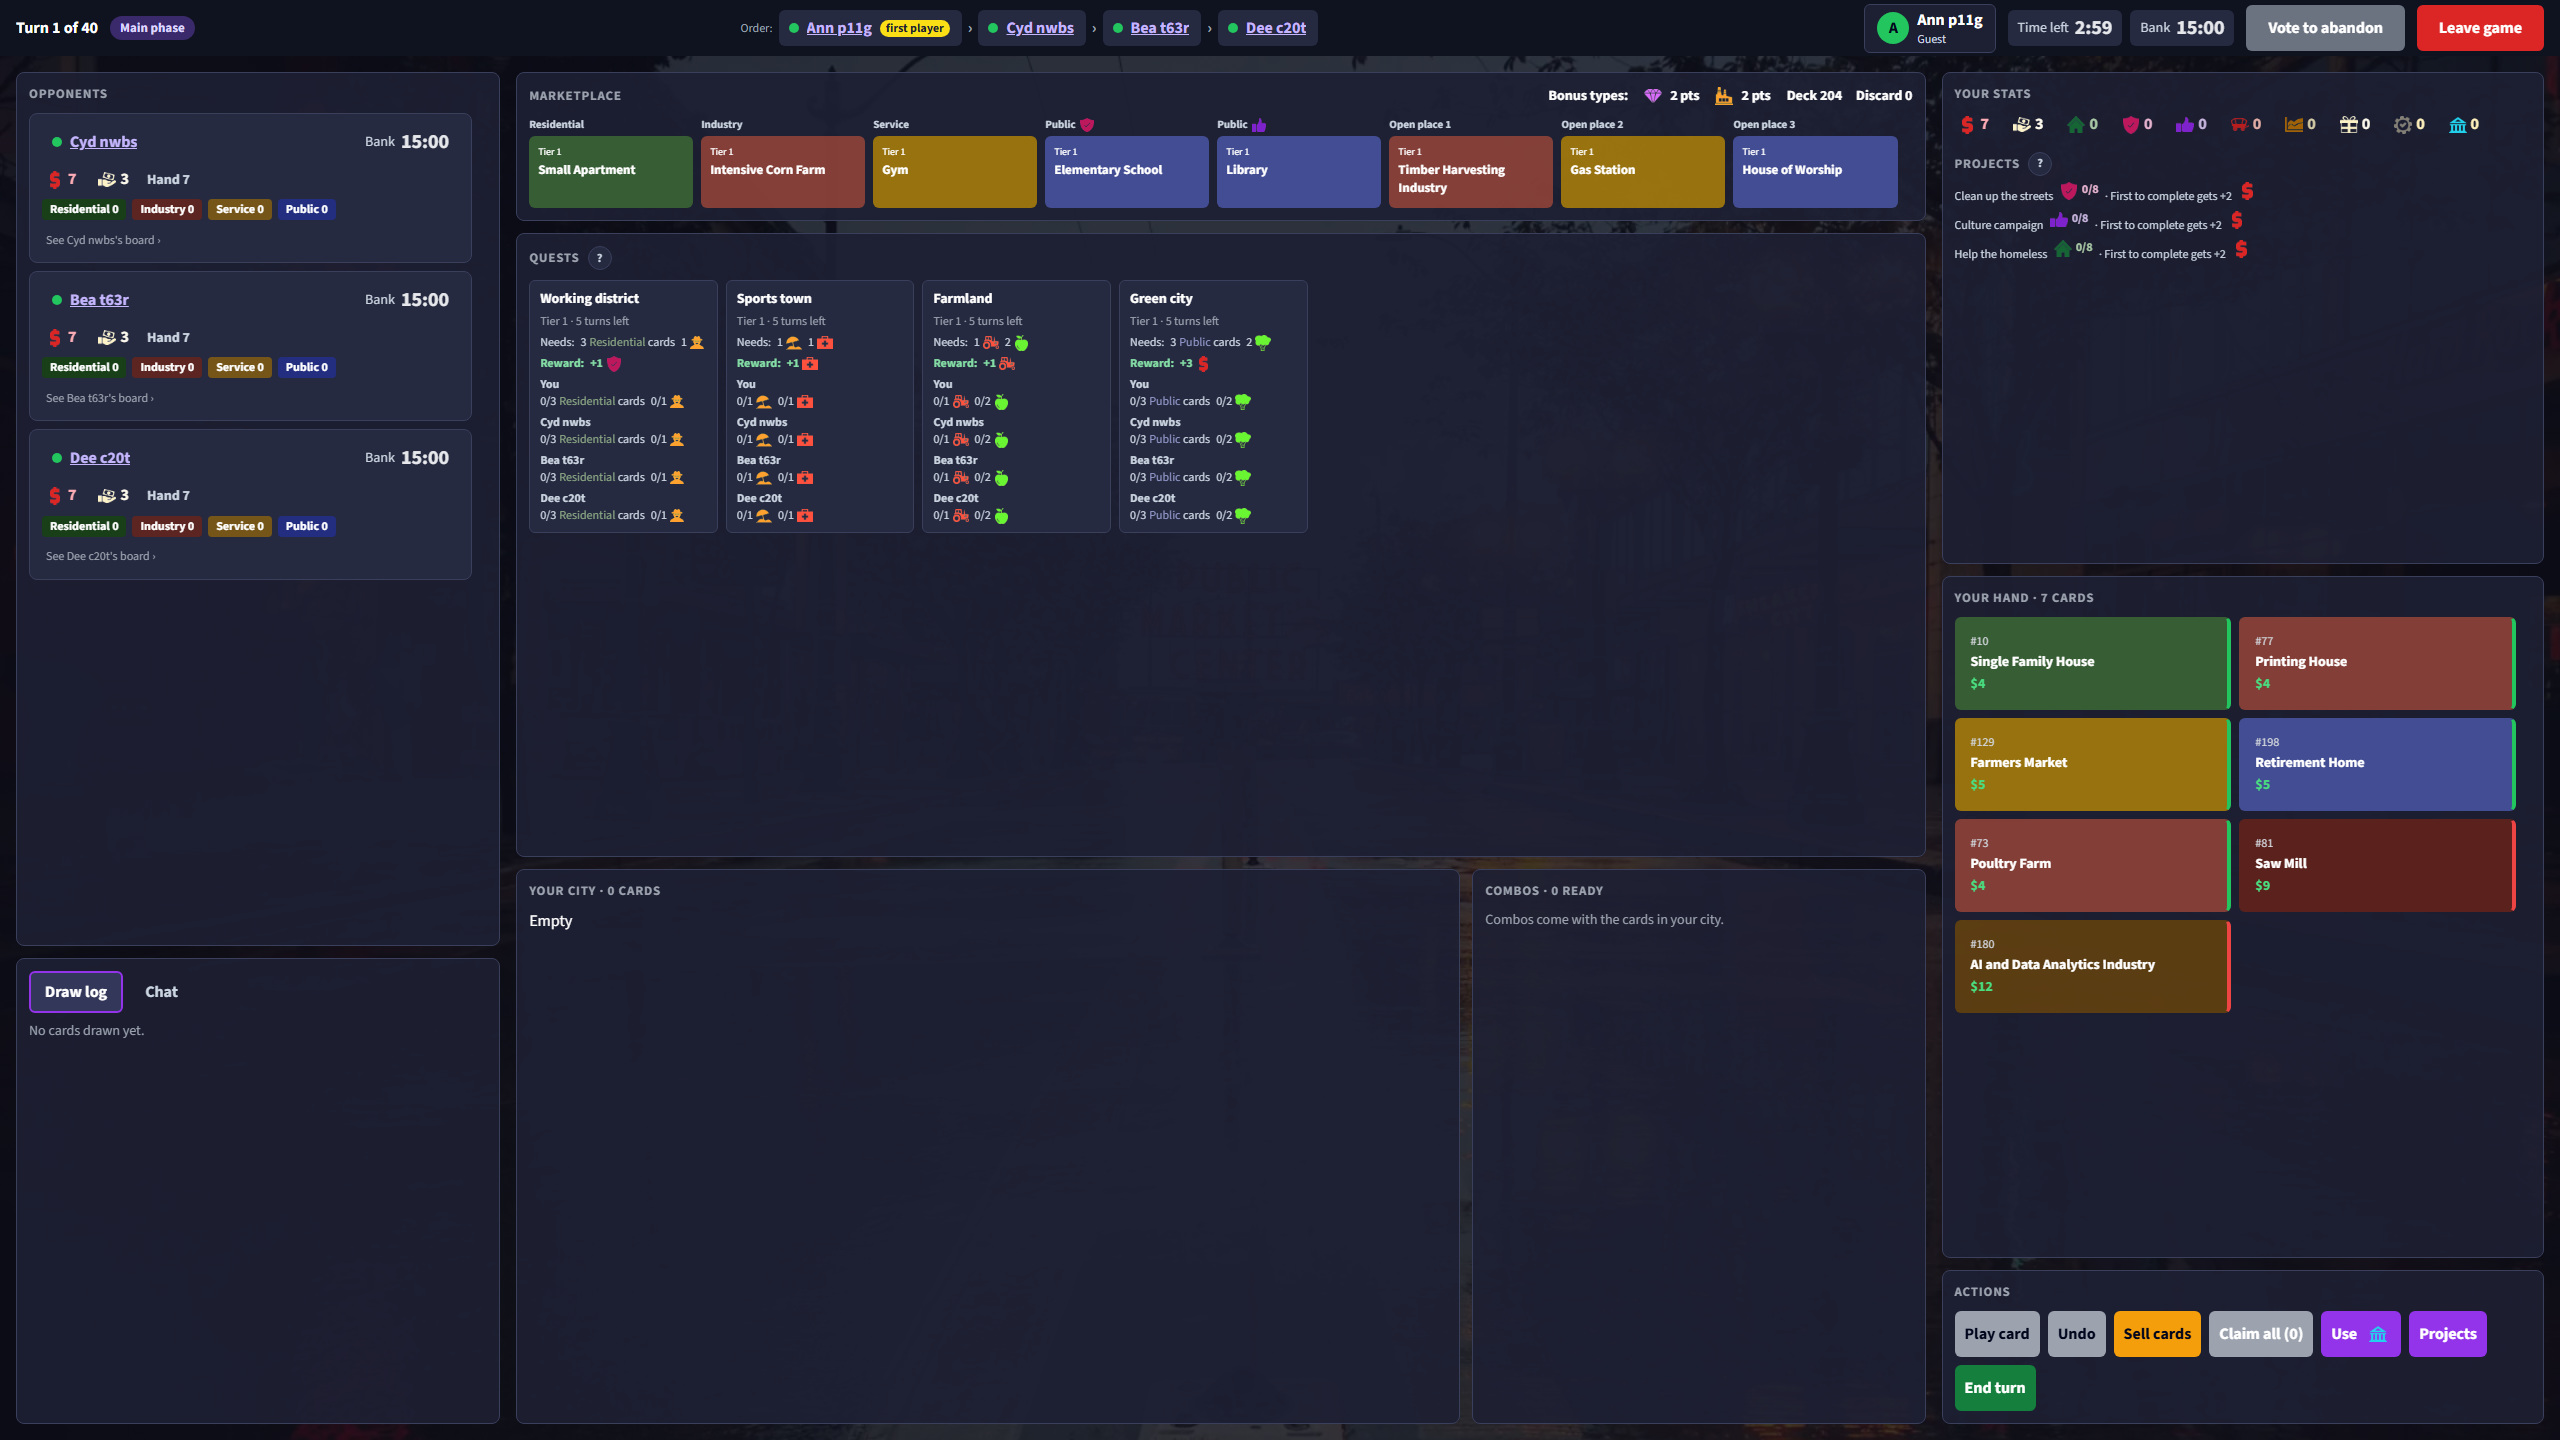 Turn 1 of 40 Main phase
Order: Ann p11g first player › Cyd nwbs › Bea t63r › Dee c20t
A Ann p11g Guest
Time left 2:59 Bank 15:00 Vote to abandon Leave game
OPPONENTS
Cyd nwbs Bank 15:00
7 3 Hand 7
Residential 0 Industry 0 Service 0 Public 0
See Cyd nwbs's board ›
Bea t63r Bank 15:00
7 3 Hand 7
Residential 0 Industry 0 Service 0 Public 0
See Bea t63r's board ›
Dee c20t Bank 15:00
7 3 Hand 7
Residential 0 Industry 0 Service 0 Public 0
See Dee c20t's board ›
Draw log Chat
No cards drawn yet.
MARKETPLACE
Bonus types: 2 pts 2 pts Deck 204 Discard 0
Residential
Tier 1
Small Apartment
Industry
Tier 1
Intensive Corn Farm
Service
Tier 1
Gym
Public
Tier 1
Elementary School
Public
Tier 1
Library
Open place 1
Tier 1
Timber Harvesting
Industry
Open place 2
Tier 1
Gas Station
Open place 3
Tier 1
House of Worship
QUESTS ?
Working district
Tier 1 · 5 turns left
Needs: 3 Residential cards 1
Reward: +1
You
0/3 Residential cards 0/1
Cyd nwbs
0/3 Residential cards 0/1
Bea t63r
0/3 Residential cards 0/1
Dee c20t
0/3 Residential cards 0/1
Sports town
Tier 1 · 5 turns left
Needs: 1 1
Reward: +1
You
0/1 0/1
Cyd nwbs
0/1 0/1
Bea t63r
0/1 0/1
Dee c20t
0/1 0/1
Farmland
Tier 1 · 5 turns left
Needs: 1 2
Reward: +1
You
0/1 0/2
Cyd nwbs
0/1 0/2
Bea t63r
0/1 0/2
Dee c20t
0/1 0/2
Green city
Tier 1 · 5 turns left
Needs: 3 Public cards 2
Reward: +3
You
0/3 Public cards 0/2
Cyd nwbs
0/3 Public cards 0/2
Bea t63r
0/3 Public cards 0/2
Dee c20t
0/3 Public cards 0/2
YOUR CITY · 0 CARDS
Empty
COMBOS · 0 READY
Combos come with the cards in your city.
YOUR STATS
7 3 0 0 0 0 0 0 0 0
PROJECTS ?
Clean up the streets 0/8 · First to complete gets +2
Culture campaign 0/8 · First to complete gets +2
Help the homeless 0/8 · First to complete gets +2
YOUR HAND · 7 CARDS
#10
Single Family House
$4
#77
Printing House
$4
#129
Farmers Market
$5
#198
Retirement Home
$5
#73
Poultry Farm
$4
#81
Saw Mill
$9
#180
AI and Data Analytics Industry
$12
ACTIONS
Play card Undo Sell cards Claim all (0) Use Projects
End turn